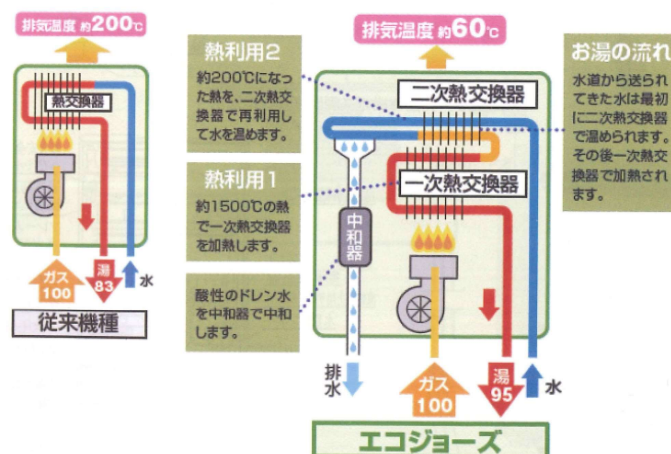 排気温度 約200℃
熱交換器
ガス
100
湯
83
水
従来機種
熱利用2
約200℃になっ
た熱を、二次熱交
換器で再利用し
て水を温めます。
熱利用1
約1500℃の熱
で一次熱交換器
を加熱します。
酸性のドレン水
を中和器で中和
します。
排気温度 約60℃
二次熱交換器
一次熱交換器
中和器
排水
ガス
100
湯
95
水
エコジョーズ
お湯の流れ
水道から送られ
てきた水は最初
に二次熱交換器
で温められます。
その後一次熱交
換器で加熱され
ます。